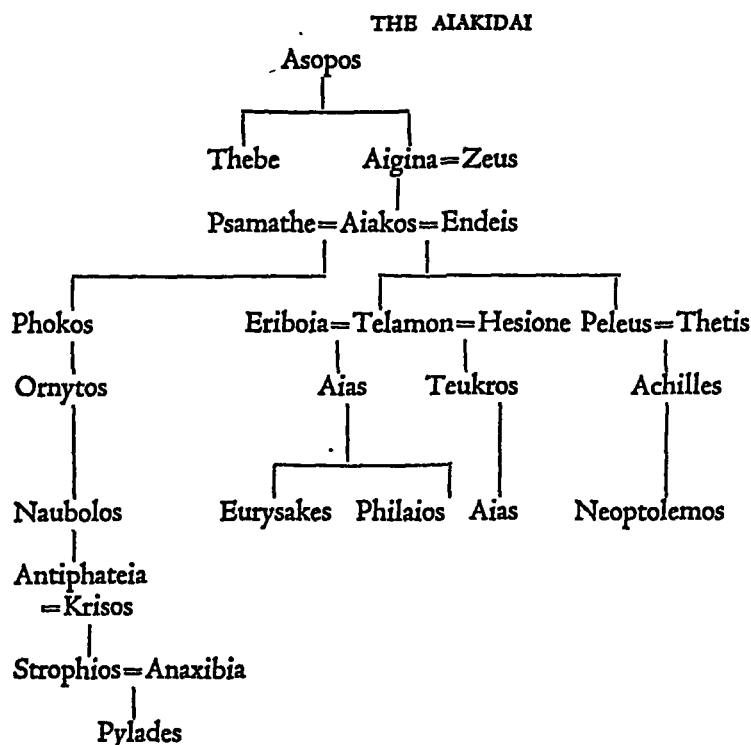 THE AIAKIDAI
Asopos
Thebe Aigina=Zeus
Psamathe=Aiakos=Endeis
Phokos Eriboia=Telamon=Hesione Peleus=Thetis
Ornytos Aias Teukros Achilles
Naubolos Eurysakes Philaios Aias Neoptolemos
Antiphateia
=Krisos
Strophios=Anaxibia
Pylades